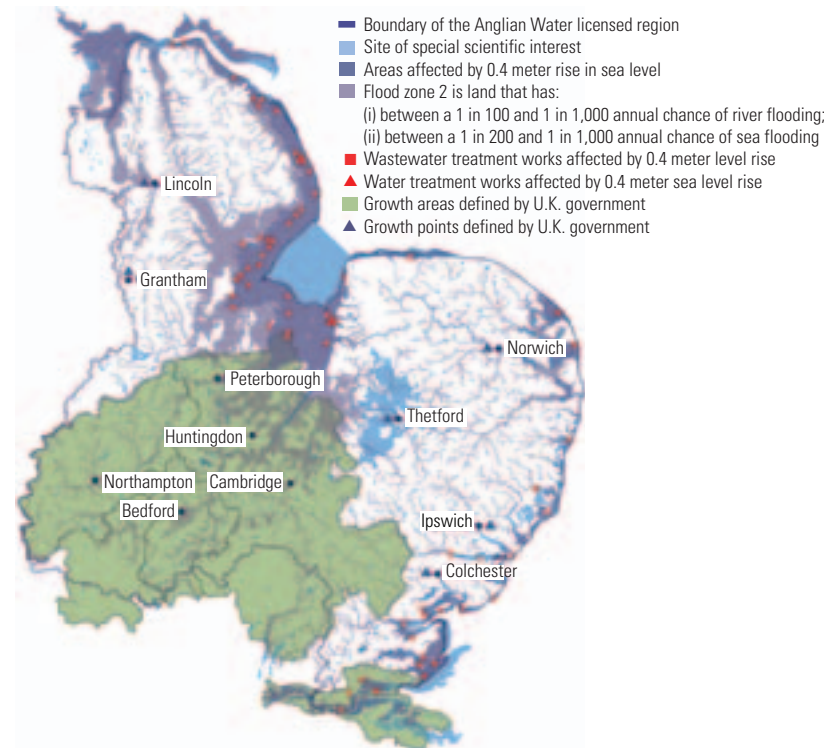 Boundary of the Anglian Water licensed region
Site of special scientific interest
Areas affected by 0.4 meter rise in sea level
Flood zone 2 is land that has:
(i) between a 1 in 100 and 1 in 1,000 annual chance of river flooding;
(ii) between a 1 in 200 and 1 in 1,000 annual chance of sea flooding
Wastewater treatment works affected by 0.4 meter level rise
Water treatment works affected by 0.4 meter sea level rise
Growth areas defined by U.K. government
Growth points defined by U.K. government
Lincoln
Grantham
Norwich
Peterborough
Thetford
Huntingdon
Northampton
Cambridge
Bedford
Ipswich
Colchester